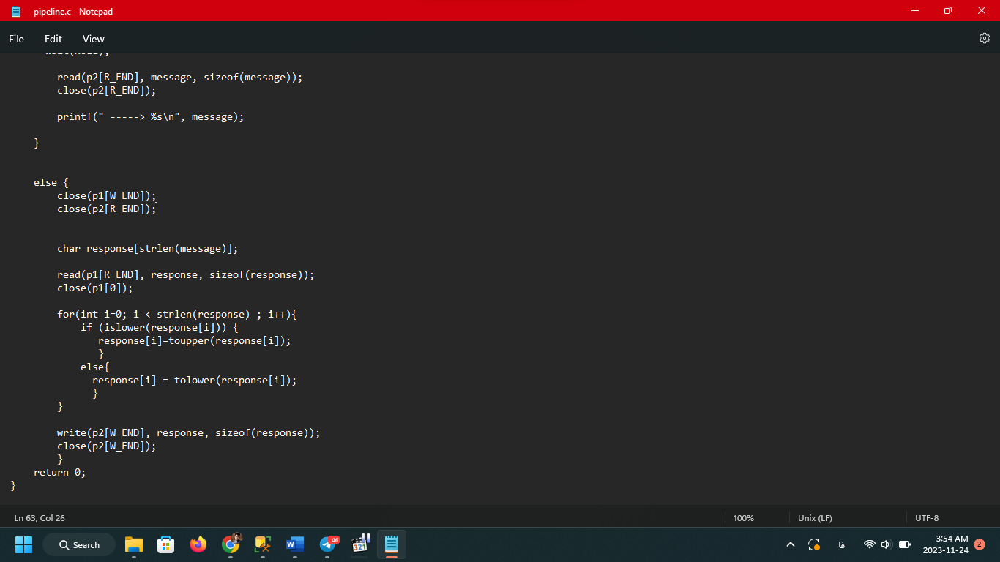 pipeline.c - Notepad
File Edit View
wait(NULL);
read(p2[R_END], message, sizeof(message));
close(p2[R_END]);
printf(" -----> %s\n", message);
}
else {
close(p1[W_END]);
close(p2[R_END]);
char response[strlen(message)];
read(p1[R_END], response, sizeof(response));
close(p1[0]);
for(int i=0; i < strlen(response) ; i++){
if (islower(response[i])) {
response[i]=toupper(response[i]);
}
else{
response[i] = tolower(response[i]);
}
}
write(p2[W_END], response, sizeof(response));
close(p2[W_END]);
}
return 0;
}
Ln 63, Col 26 100% Unix (LF) UTF-8
Search 46 321 W فا 3:54 AM 2
2023-11-24